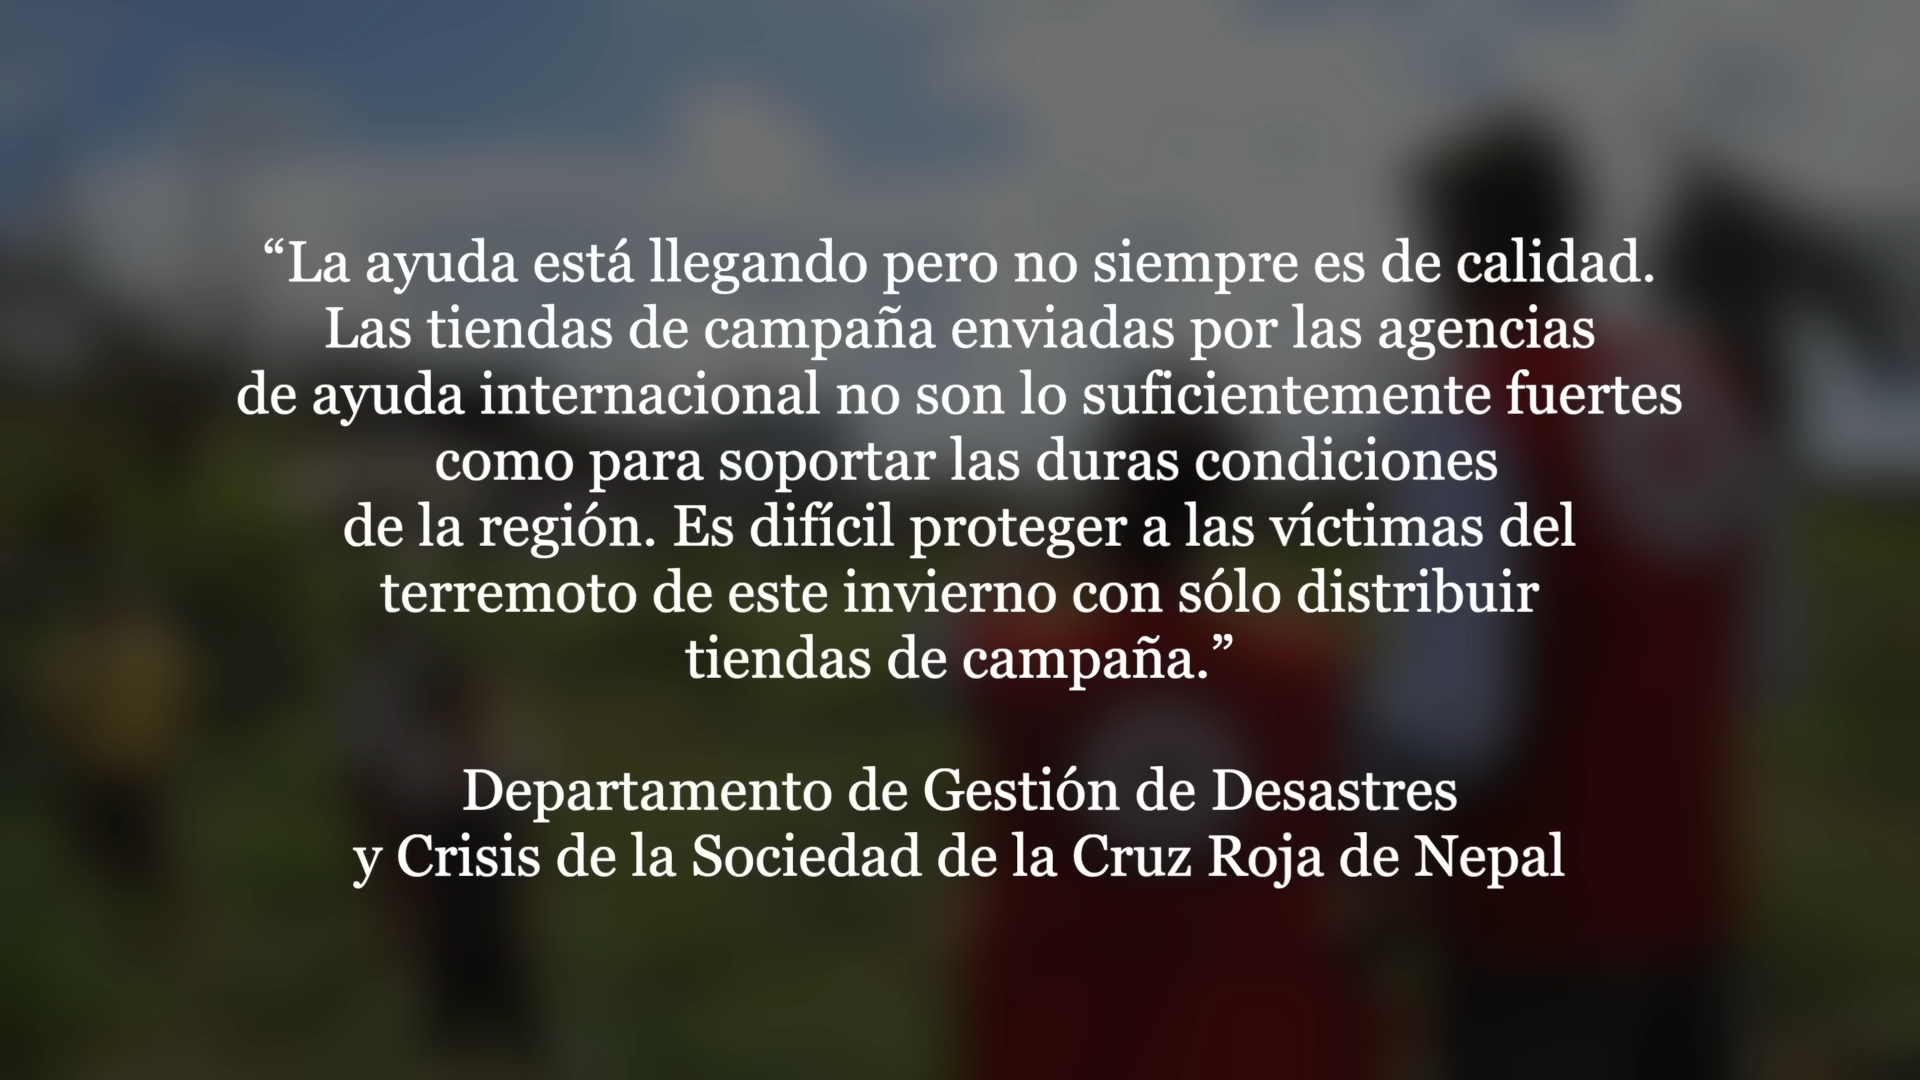 “La ayuda está llegando pero no siempre es de calidad.
Las tiendas de campaña enviadas por las agencias
de ayuda internacional no son lo suficientemente fuertes
como para soportar las duras condiciones
de la región. Es difícil proteger a las víctimas del
terremoto de este invierno con sólo distribuir
tiendas de campaña.”
Departamento de Gestión de Desastres
y Crisis de la Sociedad de la Cruz Roja de Nepal